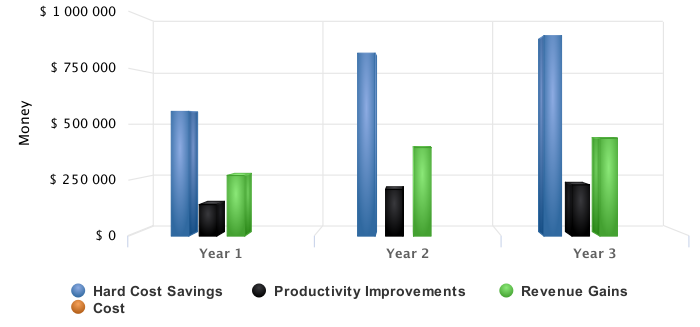 $ 1 000 000
$ 750 000
$ 500 000
$ 250 000
$ 0
Money
Year 1
Year 2
Year 3
Hard Cost Savings
Productivity Improvements
Revenue Gains
Cost